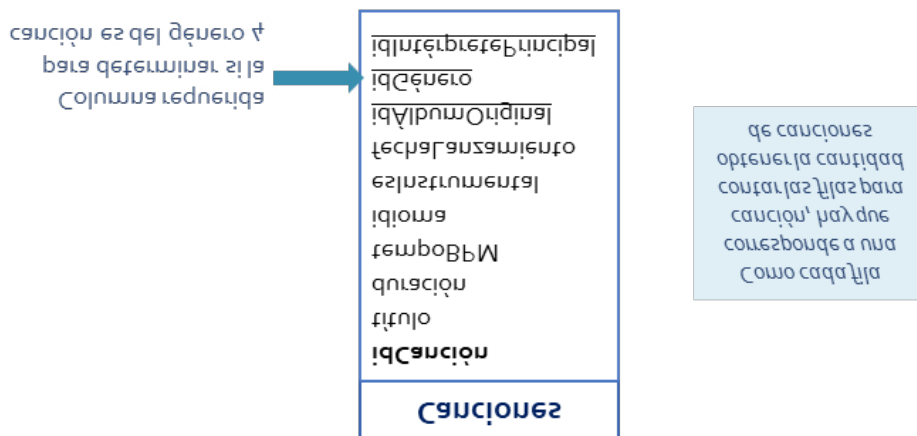 Canciones
idCanción
título
duración
tempoBPM
idioma
esInstrumental
fechaLanzamiento
idÁlbumOriginal
idGénero
idIntérpretePrincipal
Columna requerida
para determinar si la
canción es del género 4
Como cada fila
corresponde a una
canción, hay que
contar las filas para
obtener la cantidad
de canciones